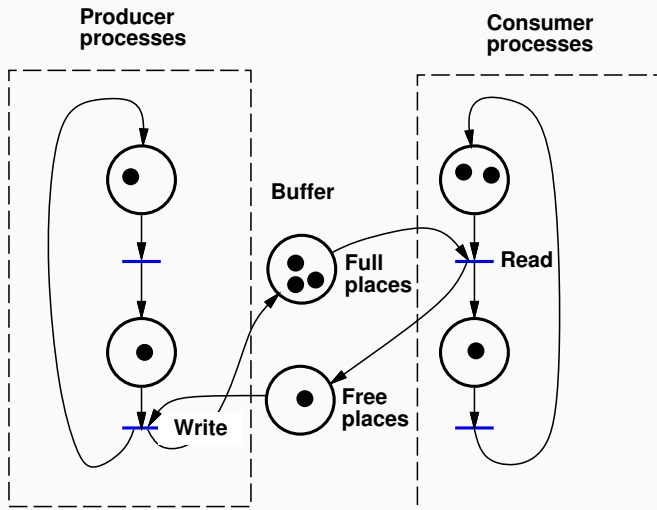 Producer
processes
Consumer
processes
Buffer
Full
places
Read
Free
places
Write